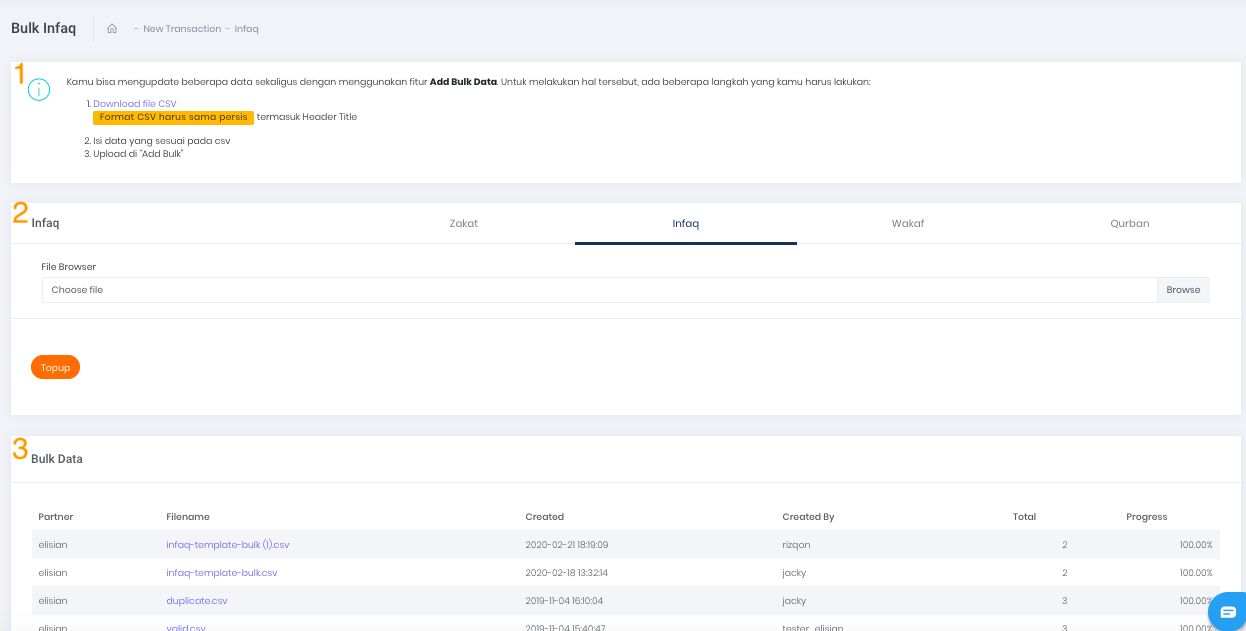 Bulk Infaq - New Transaction - Infaq
1
Kamu bisa mengupdate beberapa data sekaligus dengan menggunakan fitur Add Bulk Data. Untuk melakukan hal tersebut, ada beberapa langkah yang kamu harus lakukan:
1. Download file CSV
Format CSV harus sama persis termasuk Header Title
2. Isi data yang sesuai pada csv
3. Upload di "Add Bulk"
2
Infaq Zakat Infaq Wakaf Qurban
File Browser
Choose file Browse
Topup
3
Bulk Data
Partner Filename Created Created By Total Progress
elisian infaq-template-bulk (1).csv 2020-02-21 18:19:09 rizqon 2 100.00%
elisian infaq-template-bulk.csv 2020-02-18 13:32:14 jacky 2 100.00%
elisian duplicate.csv 2019-11-04 16:10:04 jacky 3 100.00%
elisian valid.csv 2019-11-04 15:40:47 tester_elisian 3 100.00%